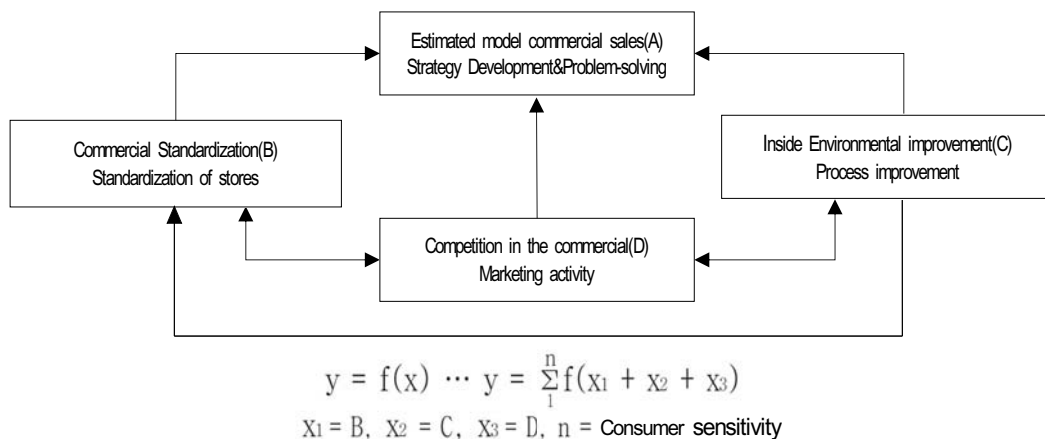 Estimated model commercial sales(A)
Strategy Development&Problem-solving
Commercial Standardization(B)
Standardization of stores
Inside Environmental improvement(C)
Process improvement
Competition in the commercial(D)
Marketing activity
y = f(x) ⋯ y = n∑1 f(x1 + x2 + x3)
x1 = B, x2 = C, x3 = D, n = Consumer sensitivity